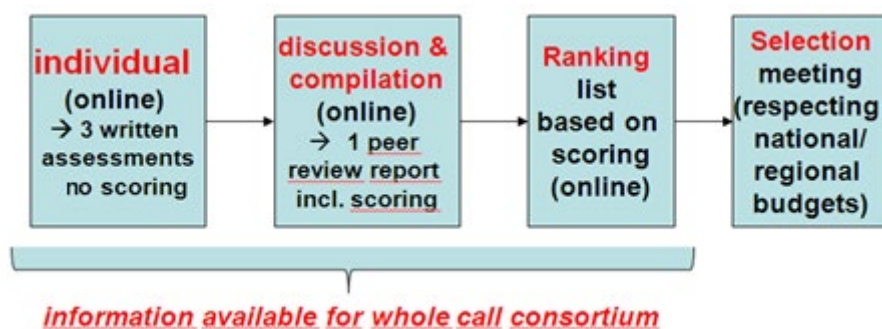 individual
(online)
→ 3 written
assessments
no scoring
discussion &
compilation
(online)
→ 1 peer
review report
incl. scoring
Ranking
list
based on
scoring
(online)
Selection
meeting
(respecting
national/
regional
budgets)
information available for whole call consortium